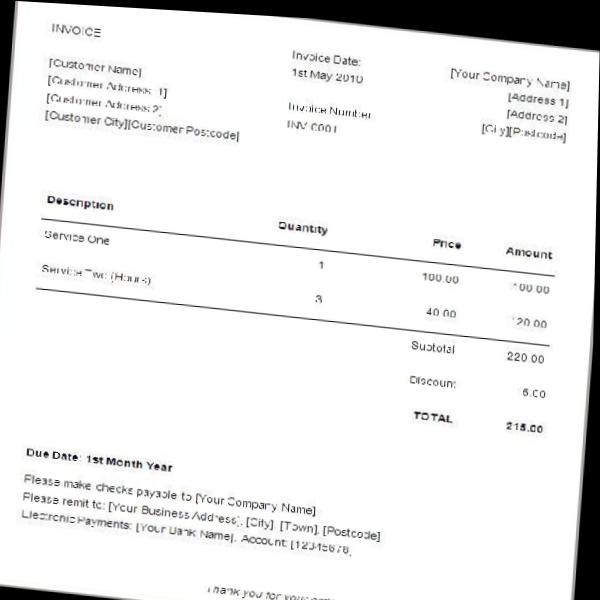 INVOICE
[Customer Name]
[Customer Address 1]
[Customer Address 2]
[Customer City][Customer Postcode]
Invoice Date:
1st May 2010
Invoice Number
INV 0001
[Your Company Name]
[Address 1]
[Address 2]
[City][Postcode]
Description Quantity Price Amount
Service One 1 100.00 100.00
Service Two (Hours) 3 40.00 120.00
Subtotal 220.00
Discount
TOTAL 215.00
Due Date: 1st Month Year
Please make checks payable to [Your Company Name]
Please remit to: [Your Business Address], [City], [Town], [Postcode]
Electronic Payments: [Your Bank Name], Account: [12345678]
Thank you for your